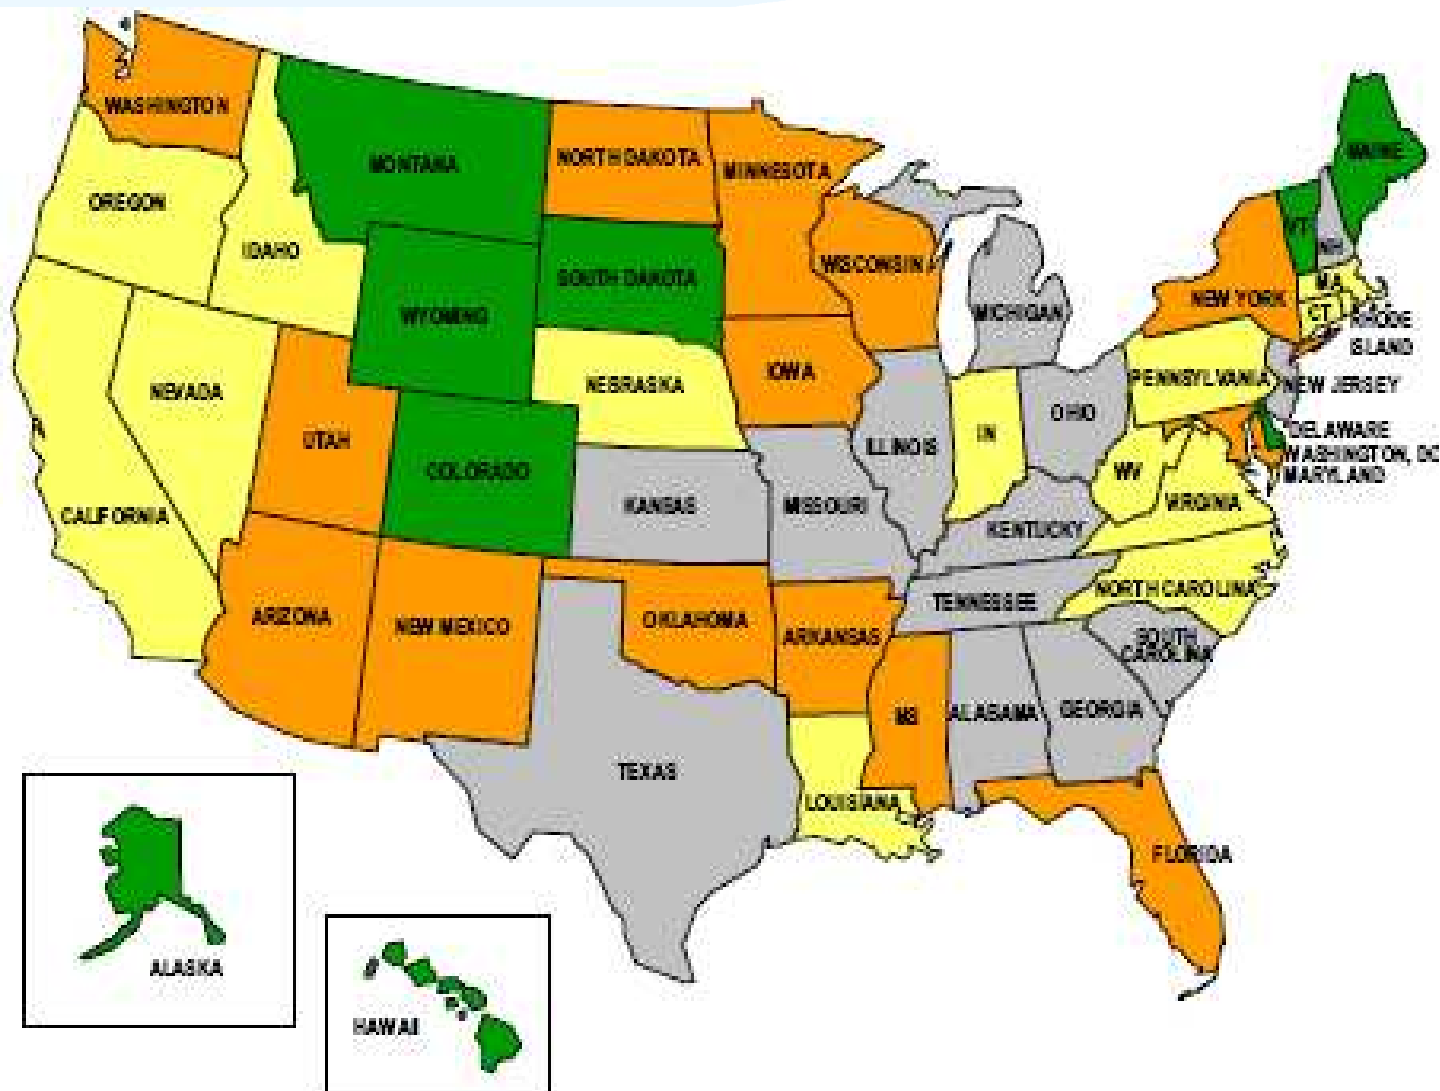 WASHINGTON
MONTANA
NORTH DAKOTA
MINNESOTA
MAINE
OREGON
IDAHO
SOUTH DAKOTA
WISCONSIN
VT
NH
WYOMING
MICHIGAN
NEW YORK
MA
CT
RHODE
ISLAND
NEVADA
NEBRASKA
IOWA
PENNSYLVANIA
NEW JERSEY
UTAH
COLORADO
ILLINOIS
IN
OHIO
DELAWARE
WASHINGTON, DC
MARYLAND
CALIFORNIA
KANSAS
MISSOURI
KENTUCKY
WV
VIRGINIA
ARIZONA
NEW MEXICO
OKLAHOMA
ARKANSAS
TENNESSEE
NORTH CAROLINA
SOUTH
CAROLINA
TEXAS
LOUISIANA
MS
ALABAMA
GEORGIA
FLORIDA
ALASKA
HAWAII